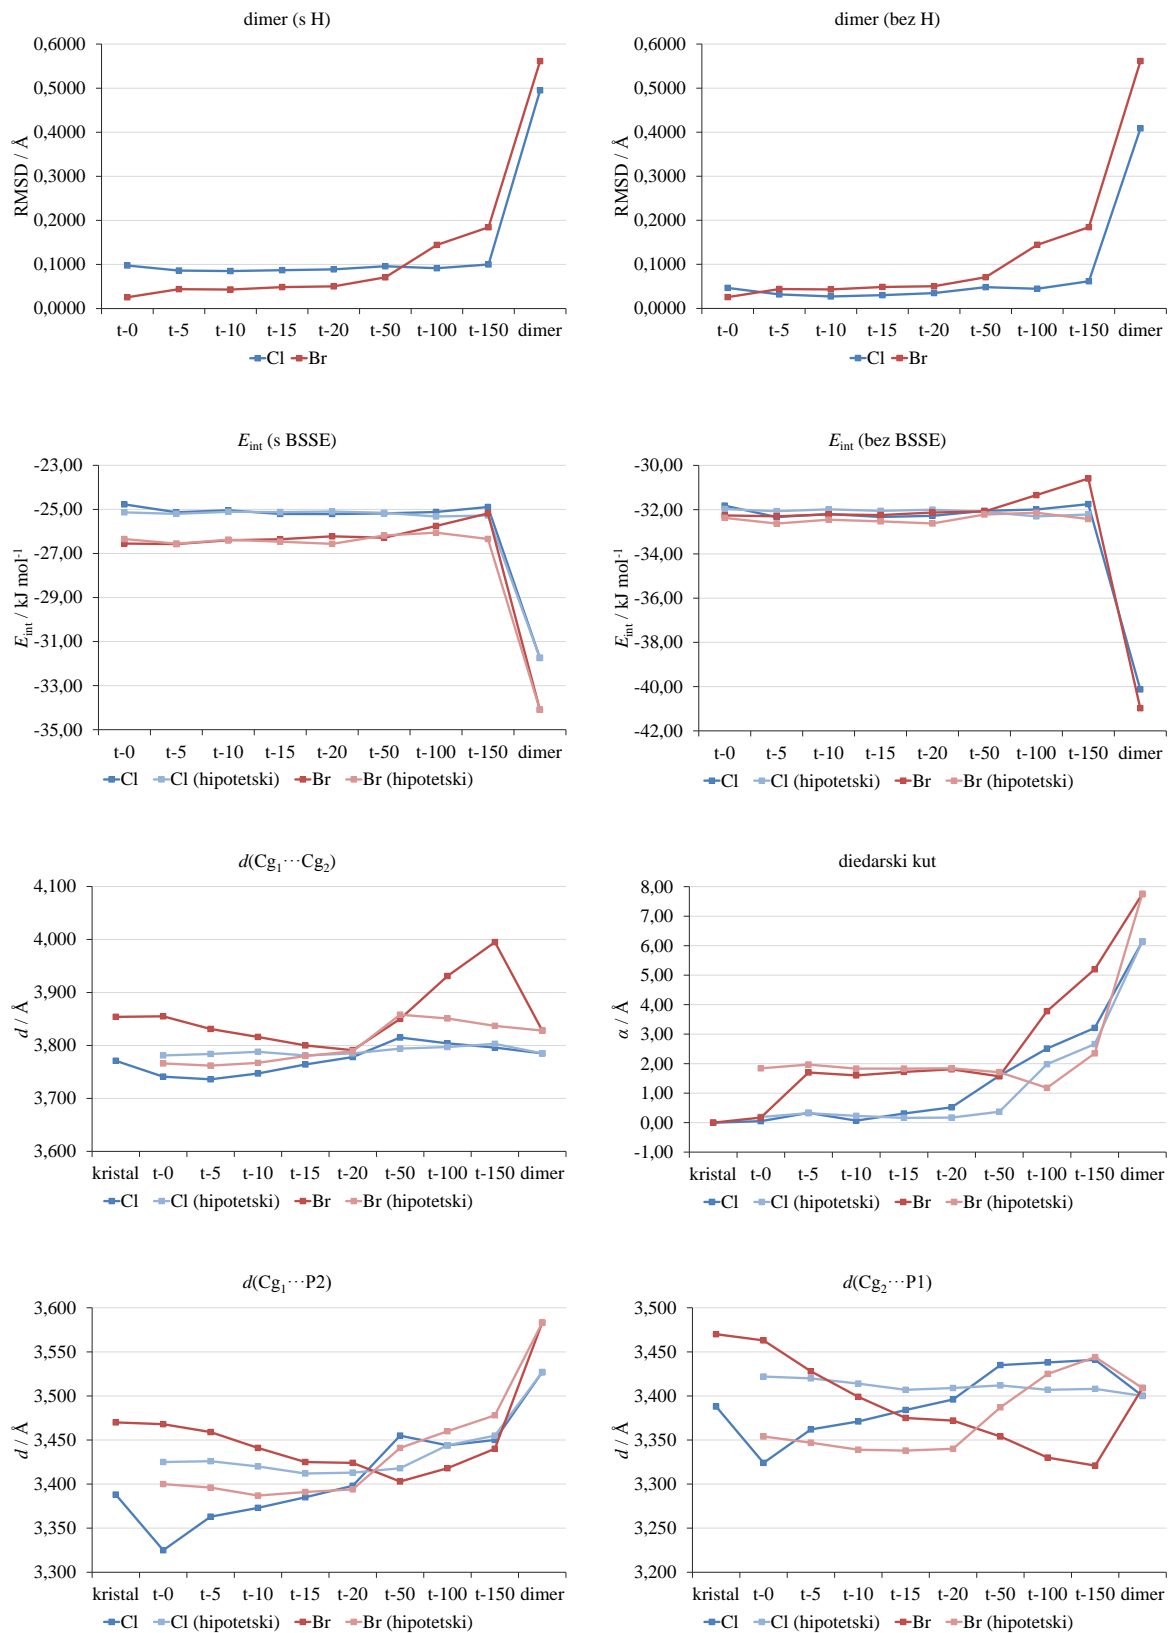 dimer (s H)
0,6000
0,5000
0,4000
0,3000
0,2000
0,1000
0,0000
RMSD / Å
t-0 t-5 t-10 t-15 t-20 t-50 t-100 t-150 dimer
Cl Br
dimer (bez H)
0,6000
0,5000
0,4000
0,3000
0,2000
0,1000
0,0000
RMSD / Å
t-0 t-5 t-10 t-15 t-20 t-50 t-100 t-150 dimer
Cl Br
E_int (s BSSE)
-23,00
-25,00
-27,00
-29,00
-31,00
-33,00
-35,00
E_int / kJ mol⁻¹
t-0 t-5 t-10 t-15 t-20 t-50 t-100 t-150 dimer
Cl Cl (hipotetski) Br Br (hipotetski)
E_int (bez BSSE)
-30,00
-32,00
-34,00
-36,00
-38,00
-40,00
-42,00
E_int / kJ mol⁻¹
t-0 t-5 t-10 t-15 t-20 t-50 t-100 t-150 dimer
Cl Cl (hipotetski) Br Br (hipotetski)
d(Cg₁···Cg₂)
4,100
4,000
3,900
3,800
3,700
3,600
d / Å
kristal t-0 t-5 t-10 t-15 t-20 t-50 t-100 t-150 dimer
Cl Cl (hipotetski) Br Br (hipotetski)
diedarski kut
8,00
7,00
6,00
5,00
4,00
3,00
2,00
1,00
0,00
-1,00
α / Å
kristal t-0 t-5 t-10 t-15 t-20 t-50 t-100 t-150 dimer
Cl Cl (hipotetski) Br Br (hipotetski)
d(Cg₁···P2)
3,600
3,550
3,500
3,450
3,400
3,350
3,300
d / Å
kristal t-0 t-5 t-10 t-15 t-20 t-50 t-100 t-150 dimer
Cl Cl (hipotetski) Br Br (hipotetski)
d(Cg₂···P1)
3,500
3,450
3,400
3,350
3,300
3,250
3,200
d / Å
kristal t-0 t-5 t-10 t-15 t-20 t-50 t-100 t-150 dimer
Cl Cl (hipotetski) Br Br (hipotetski)